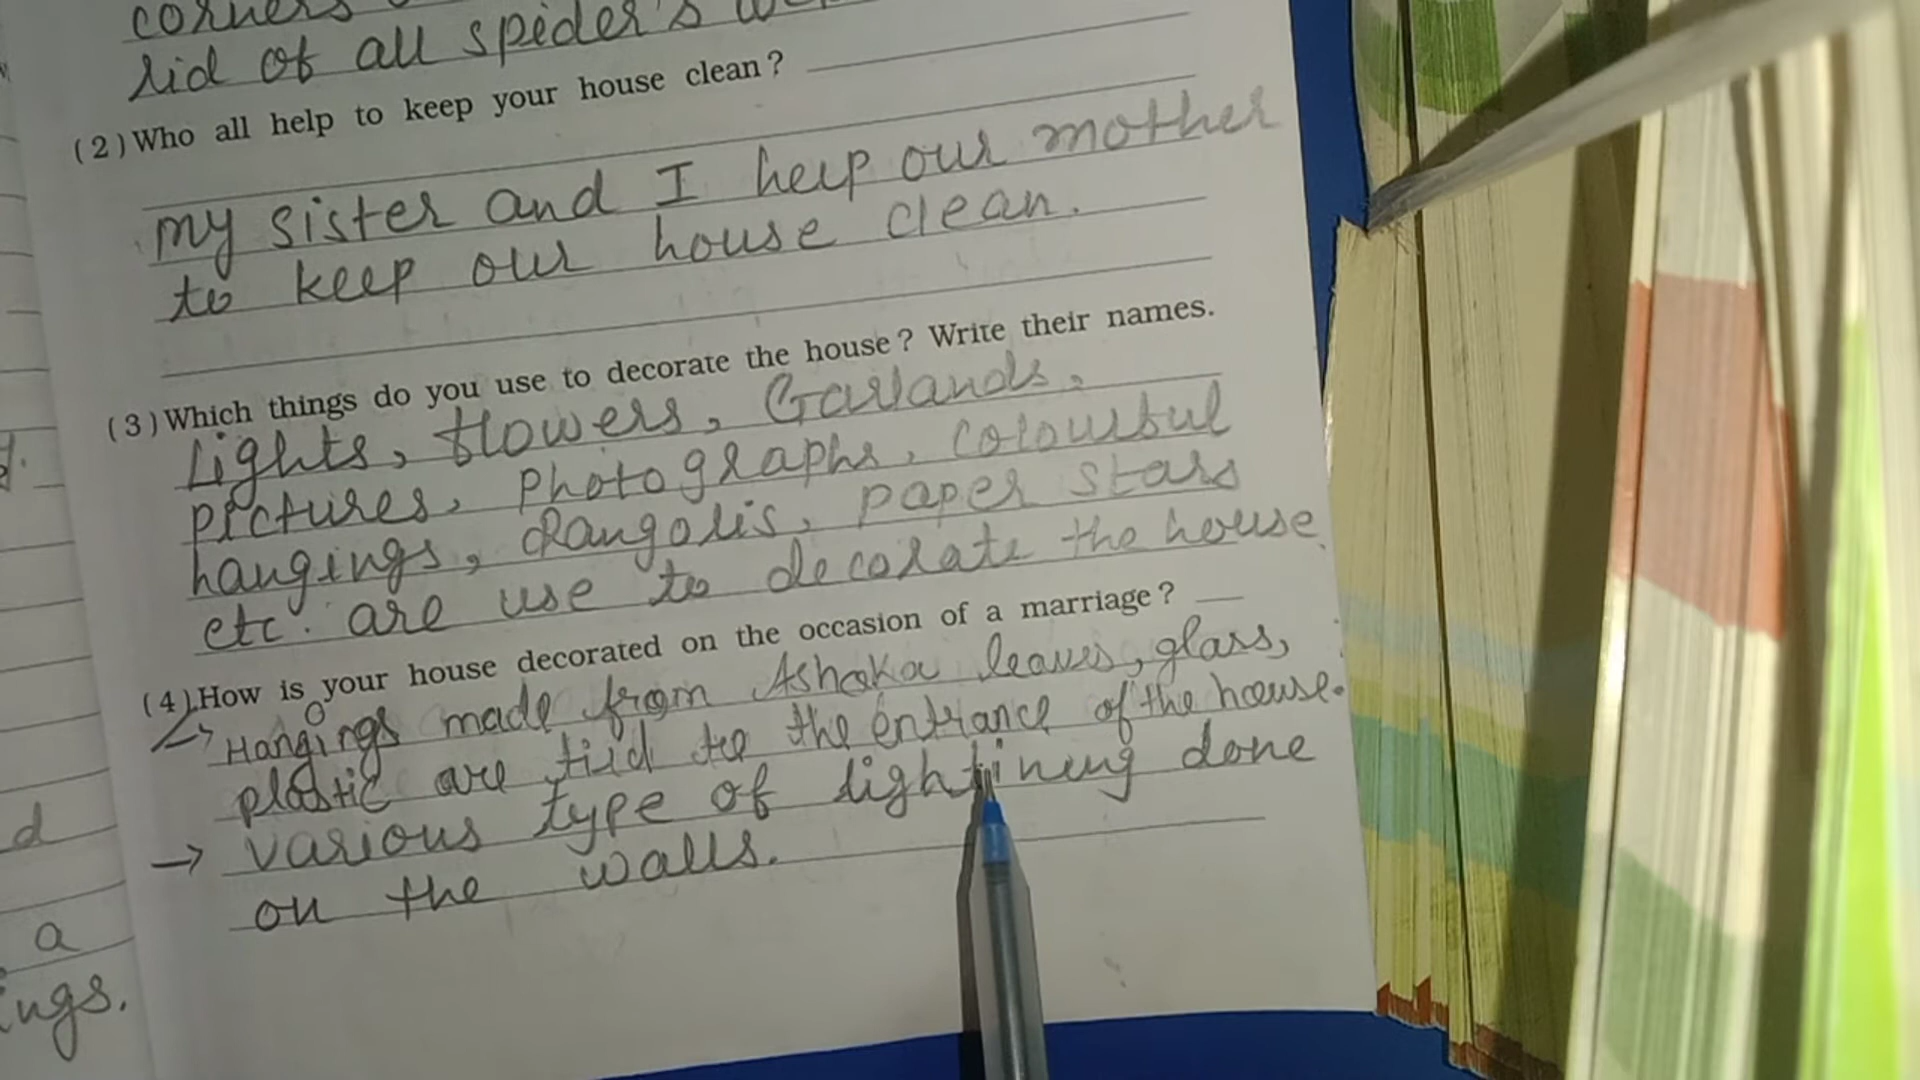 corners
rid of all spider's
(2) Who all help to keep your house clean?
my sister and I help our mother
to keep our house clean.
(3) Which things do you use to decorate the house? Write their names.
Lights, flowers, Garlands,
pictures, photographs, colourful
hangings, Rangolis, paper stars
etc. are use to decorate the house.
(4) How is your house decorated on the occasion of a marriage?
→ Hangings made from Ashoka leaves, glass,
plastic are tied to the entrance of the house.
→ various type of lightining done
on the walls.
d
a
ngs.